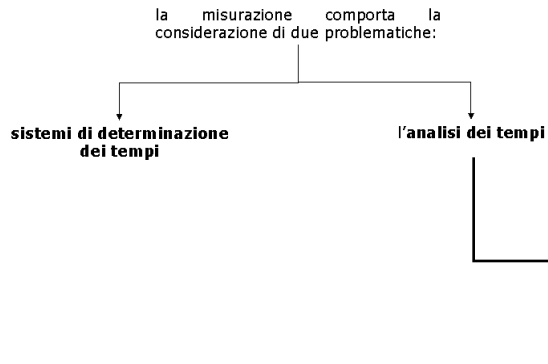 la misurazione comporta la
considerazione di due problematiche:
sistemi di determinazione
dei tempi
l'analisi dei tempi